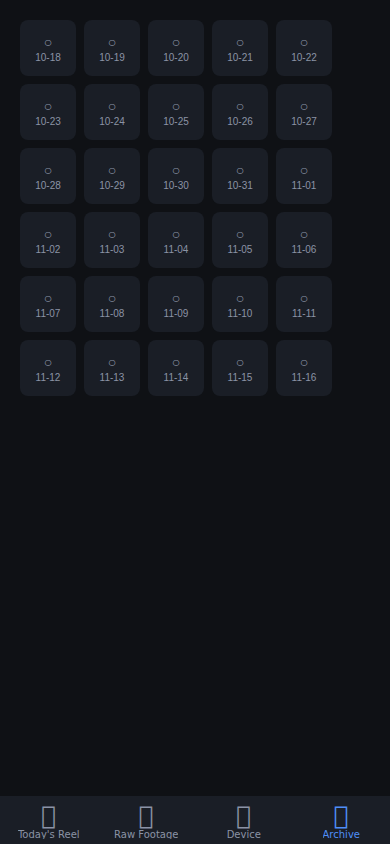 ○ ○ ○ ○ ○
10-18 10-19 10-20 10-21 10-22
○ ○ ○ ○ ○
10-23 10-24 10-25 10-26 10-27
○ ○ ○ ○ ○
10-28 10-29 10-30 10-31 11-01
○ ○ ○ ○ ○
11-02 11-03 11-04 11-05 11-06
○ ○ ○ ○ ○
11-07 11-08 11-09 11-10 11-11
○ ○ ○ ○ ○
11-12 11-13 11-14 11-15 11-16
Today's Reel Raw Footage Device Archive